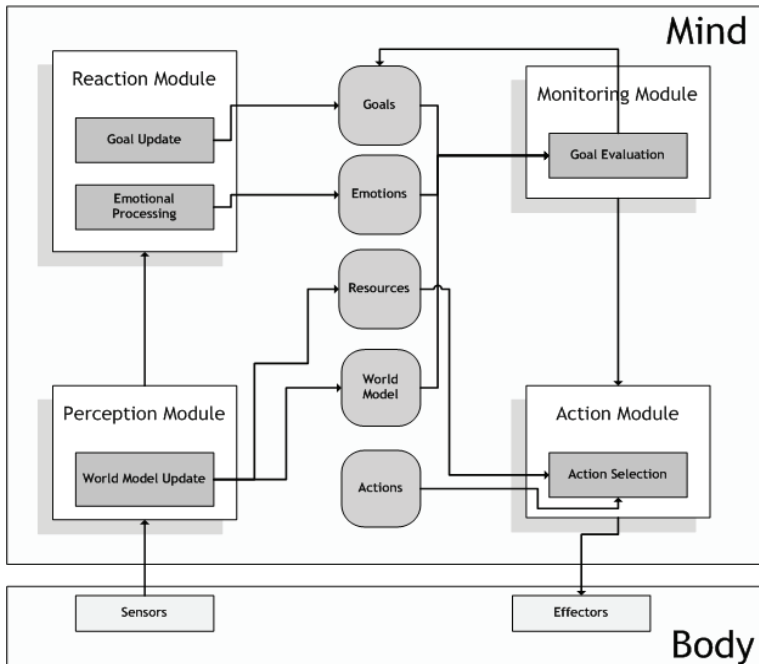 Mind
Reaction Module
Goal Update
Emotional
Processing
Goals
Emotions
Resources
World
Model
Actions
Monitoring Module
Goal Evaluation
Perception Module
World Model Update
Action Module
Action Selection
Sensors
Effectors
Body